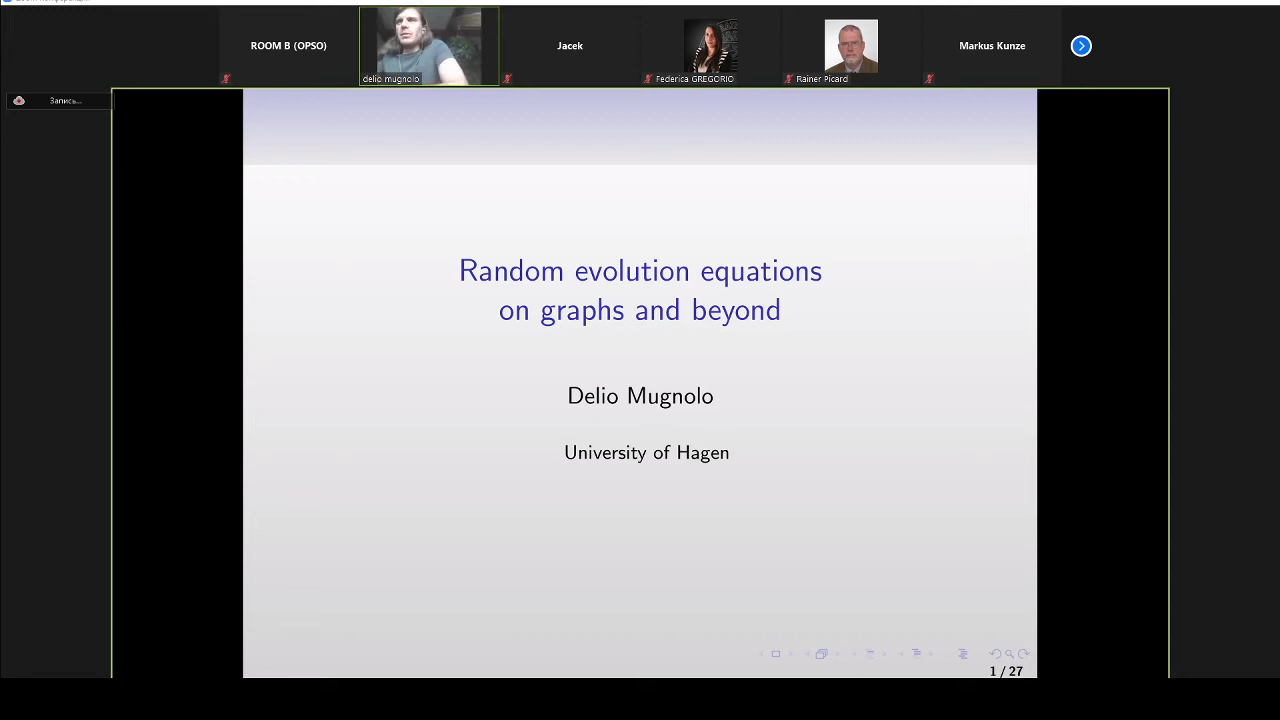 ROOM B (OPSO)
delio mugnolo
Jacek
Federica GREGORIO
Rainer Picard
Markus Kunze
Запись...
Random evolution equations
on graphs and beyond
Delio Mugnolo
University of Hagen
1 / 27